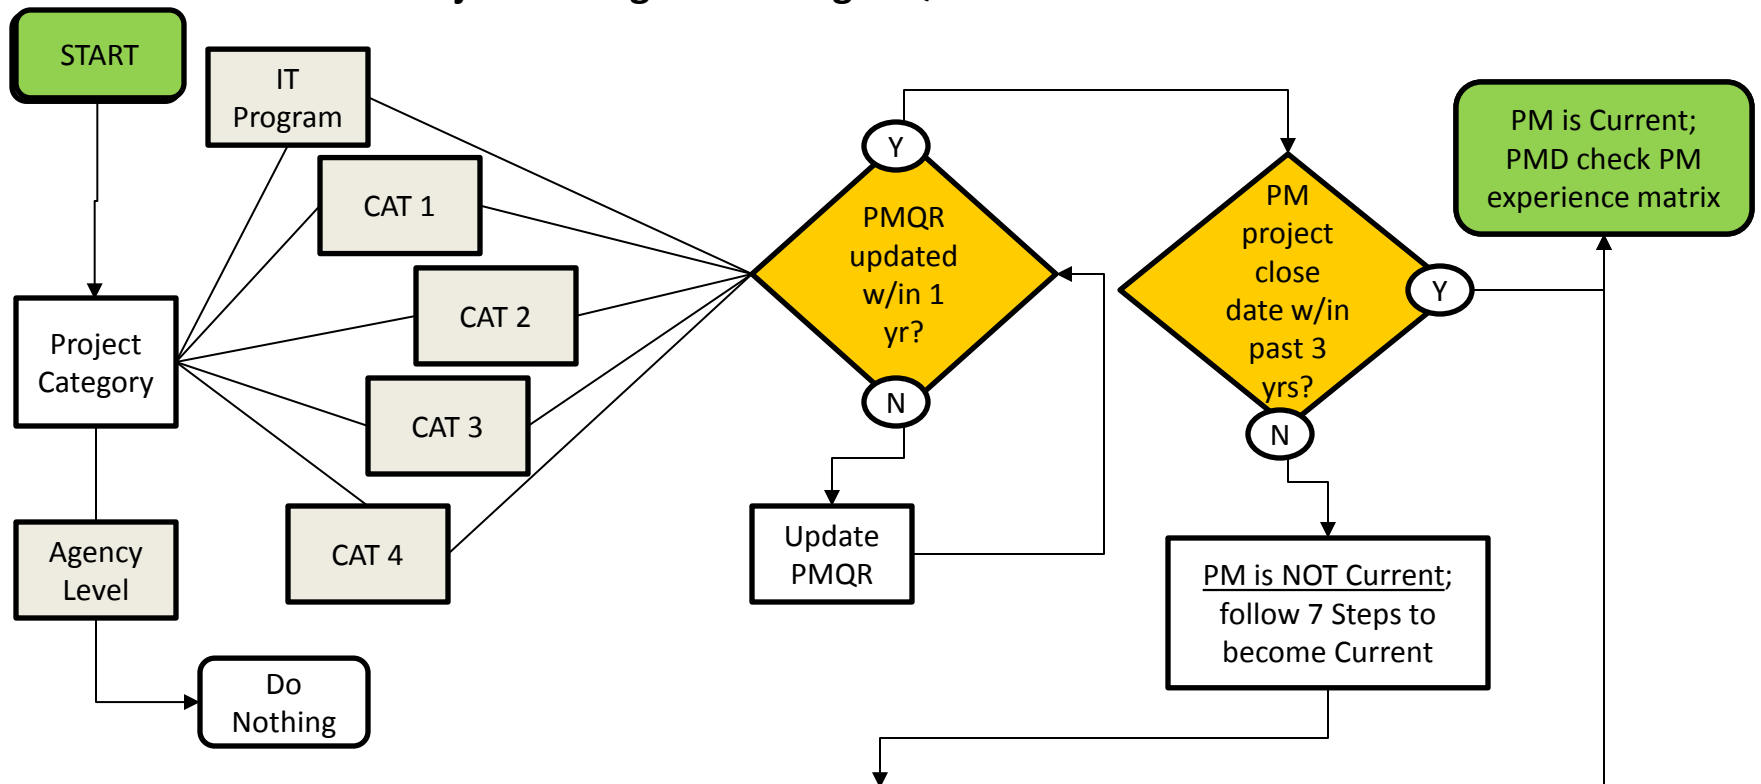 START
IT
Program
CAT 1
CAT 2
CAT 3
CAT 4
Project
Category
Agency
Level
Do
Nothing
Y
PMQR
updated
w/in 1
yr?
N
Update
PMQR
PM
project
close
date w/in
past 3
yrs?
Y
N
PM is Current;
PMD check PM
experience matrix
PM is NOT Current;
follow 7 Steps to
become Current